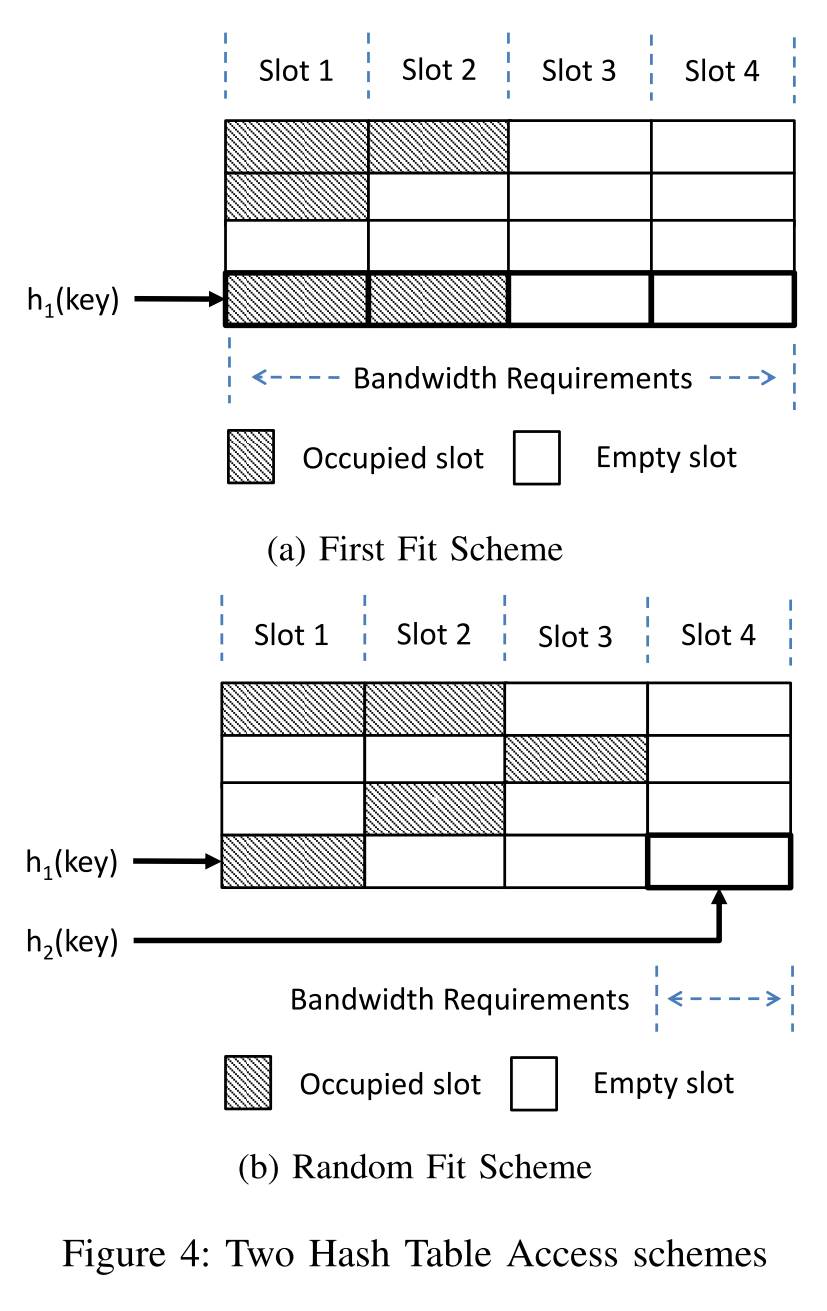 Slot 1 Slot 2 Slot 3 Slot 4
h₁(key)
Bandwidth Requirements
Occupied slot Empty slot
(a) First Fit Scheme
Slot 1 Slot 2 Slot 3 Slot 4
h₁(key)
h₂(key)
Bandwidth Requirements
Occupied slot Empty slot
(b) Random Fit Scheme
Figure 4: Two Hash Table Access schemes